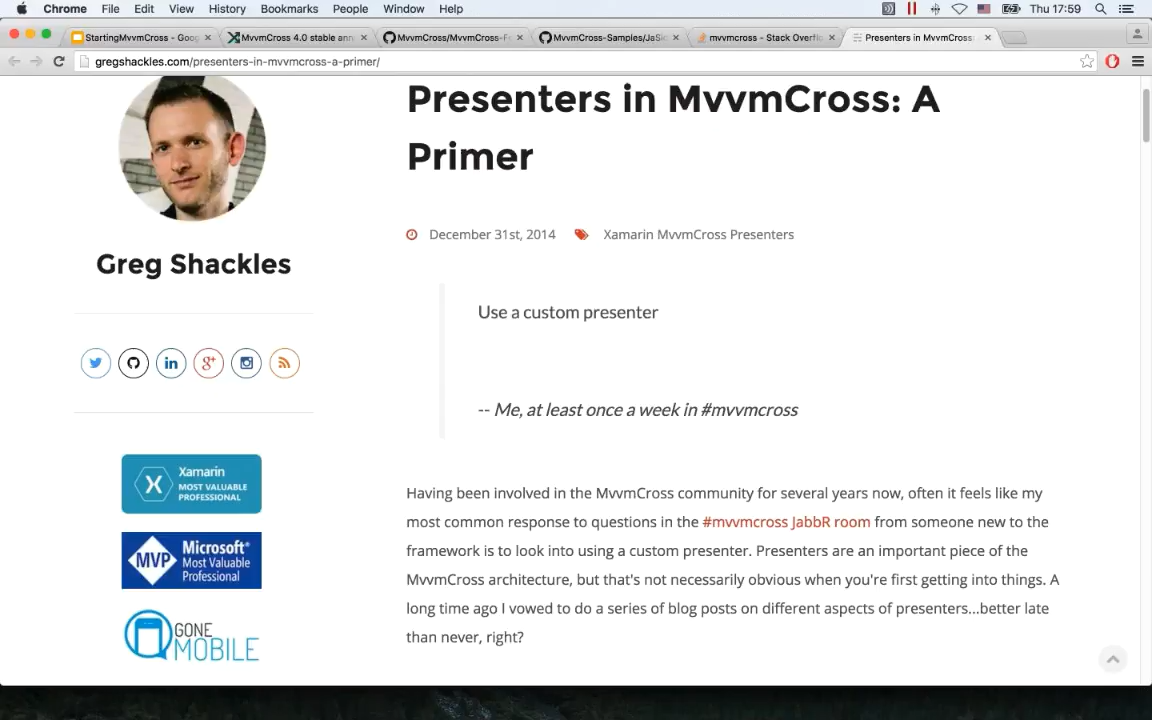 Chrome File Edit View History Bookmarks People Window Help Thu 17:59
StartingMvvmCross - Goog MvvmCross 4.0 stable ann MvvmCross/MvvmCross-Fo MvvmCross-Samples/JaSk mvvmcross - Stack Overflo Presenters in MvvmCross:
gregshackles.com/presenters-in-mvvmcross-a-primer/
Presenters in MvvmCross: A
Primer
December 31st, 2014 Xamarin MvvmCross Presenters
Greg Shackles
Use a custom presenter
-- Me, at least once a week in #mvvmcross
Xamarin
MOST VALUABLE
PROFESSIONAL
MVP Microsoft®
Most Valuable
Professional
GONE
MOBILE
Having been involved in the MvvmCross community for several years now, often it feels like my
most common response to questions in the #mvvmcross JabbR room from someone new to the
framework is to look into using a custom presenter. Presenters are an important piece of the
MvvmCross architecture, but that's not necessarily obvious when you're first getting into things. A
long time ago I vowed to do a series of blog posts on different aspects of presenters...better late
than never, right?